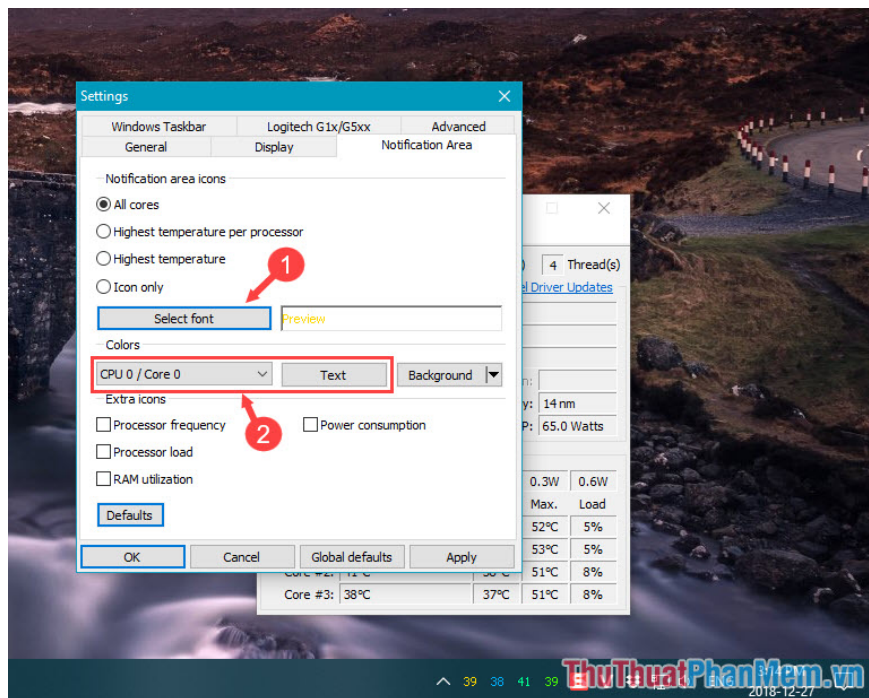 Settings
Windows Taskbar
Logitech G1x/G5xx
Advanced
General
Display
Notification Area
Notification area icons
All cores
Highest temperature per processor
Highest temperature
1
Icon only
Select font
Preview
Colors
CPU 0 / Core 0
Text
Background
Extra icons
2
Processor frequency
Power consumption
Processor load
RAM utilization
Defaults
OK
Cancel
Global defaults
Apply
) 4 Thread(s)
el Driver Updates
n:
y: 14 nm
P: 65.0 Watts
0.3W 0.6W
Max. Load
52°C 5%
53°C 5%
51°C 8%
Core #3: 38°C 37°C 51°C 8%
39 38 41 39
ThuThuatPhanMem.vn
2018-12-27